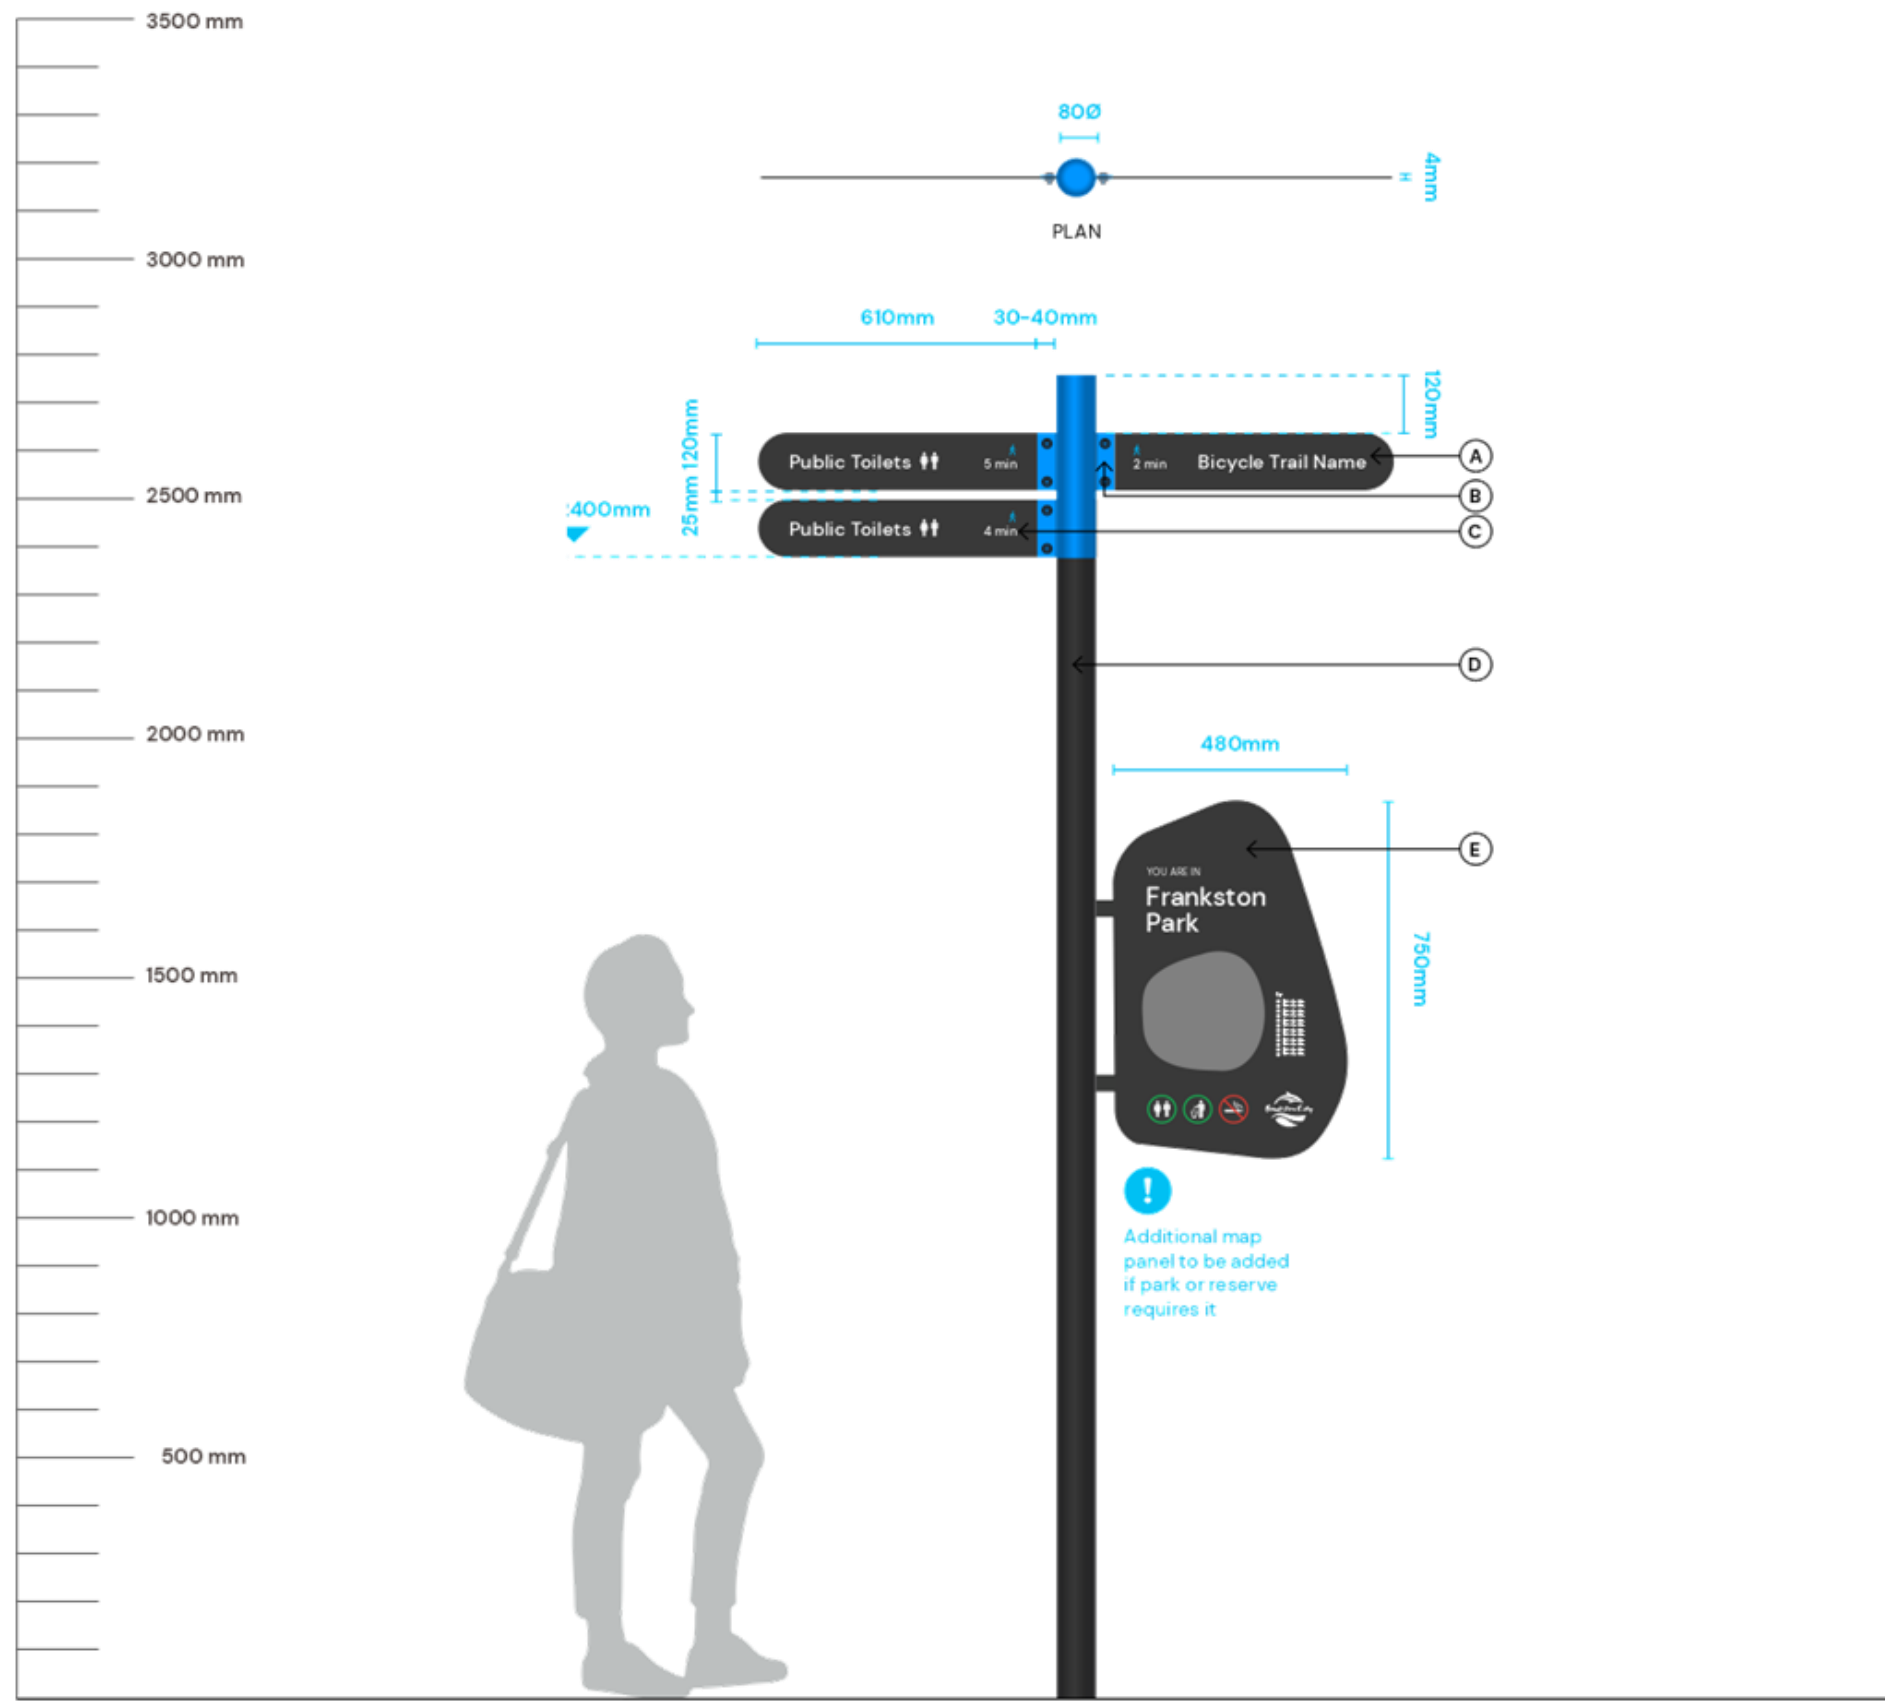 3500 mm
80Ø
4mm
PLAN
3000 mm
610mm
30-40mm
120mm
25mm 120mm
Public Toilets
5 min
2 min
Bicycle Trail Name
A
B
2500 mm
:400mm
Public Toilets
4 min
C
D
2000 mm
480mm
E
YOU ARE IN
Frankston
Park
750mm
1500 mm
!
1000 mm
Additional map
panel to be added
if park or reserve
requires it
500 mm